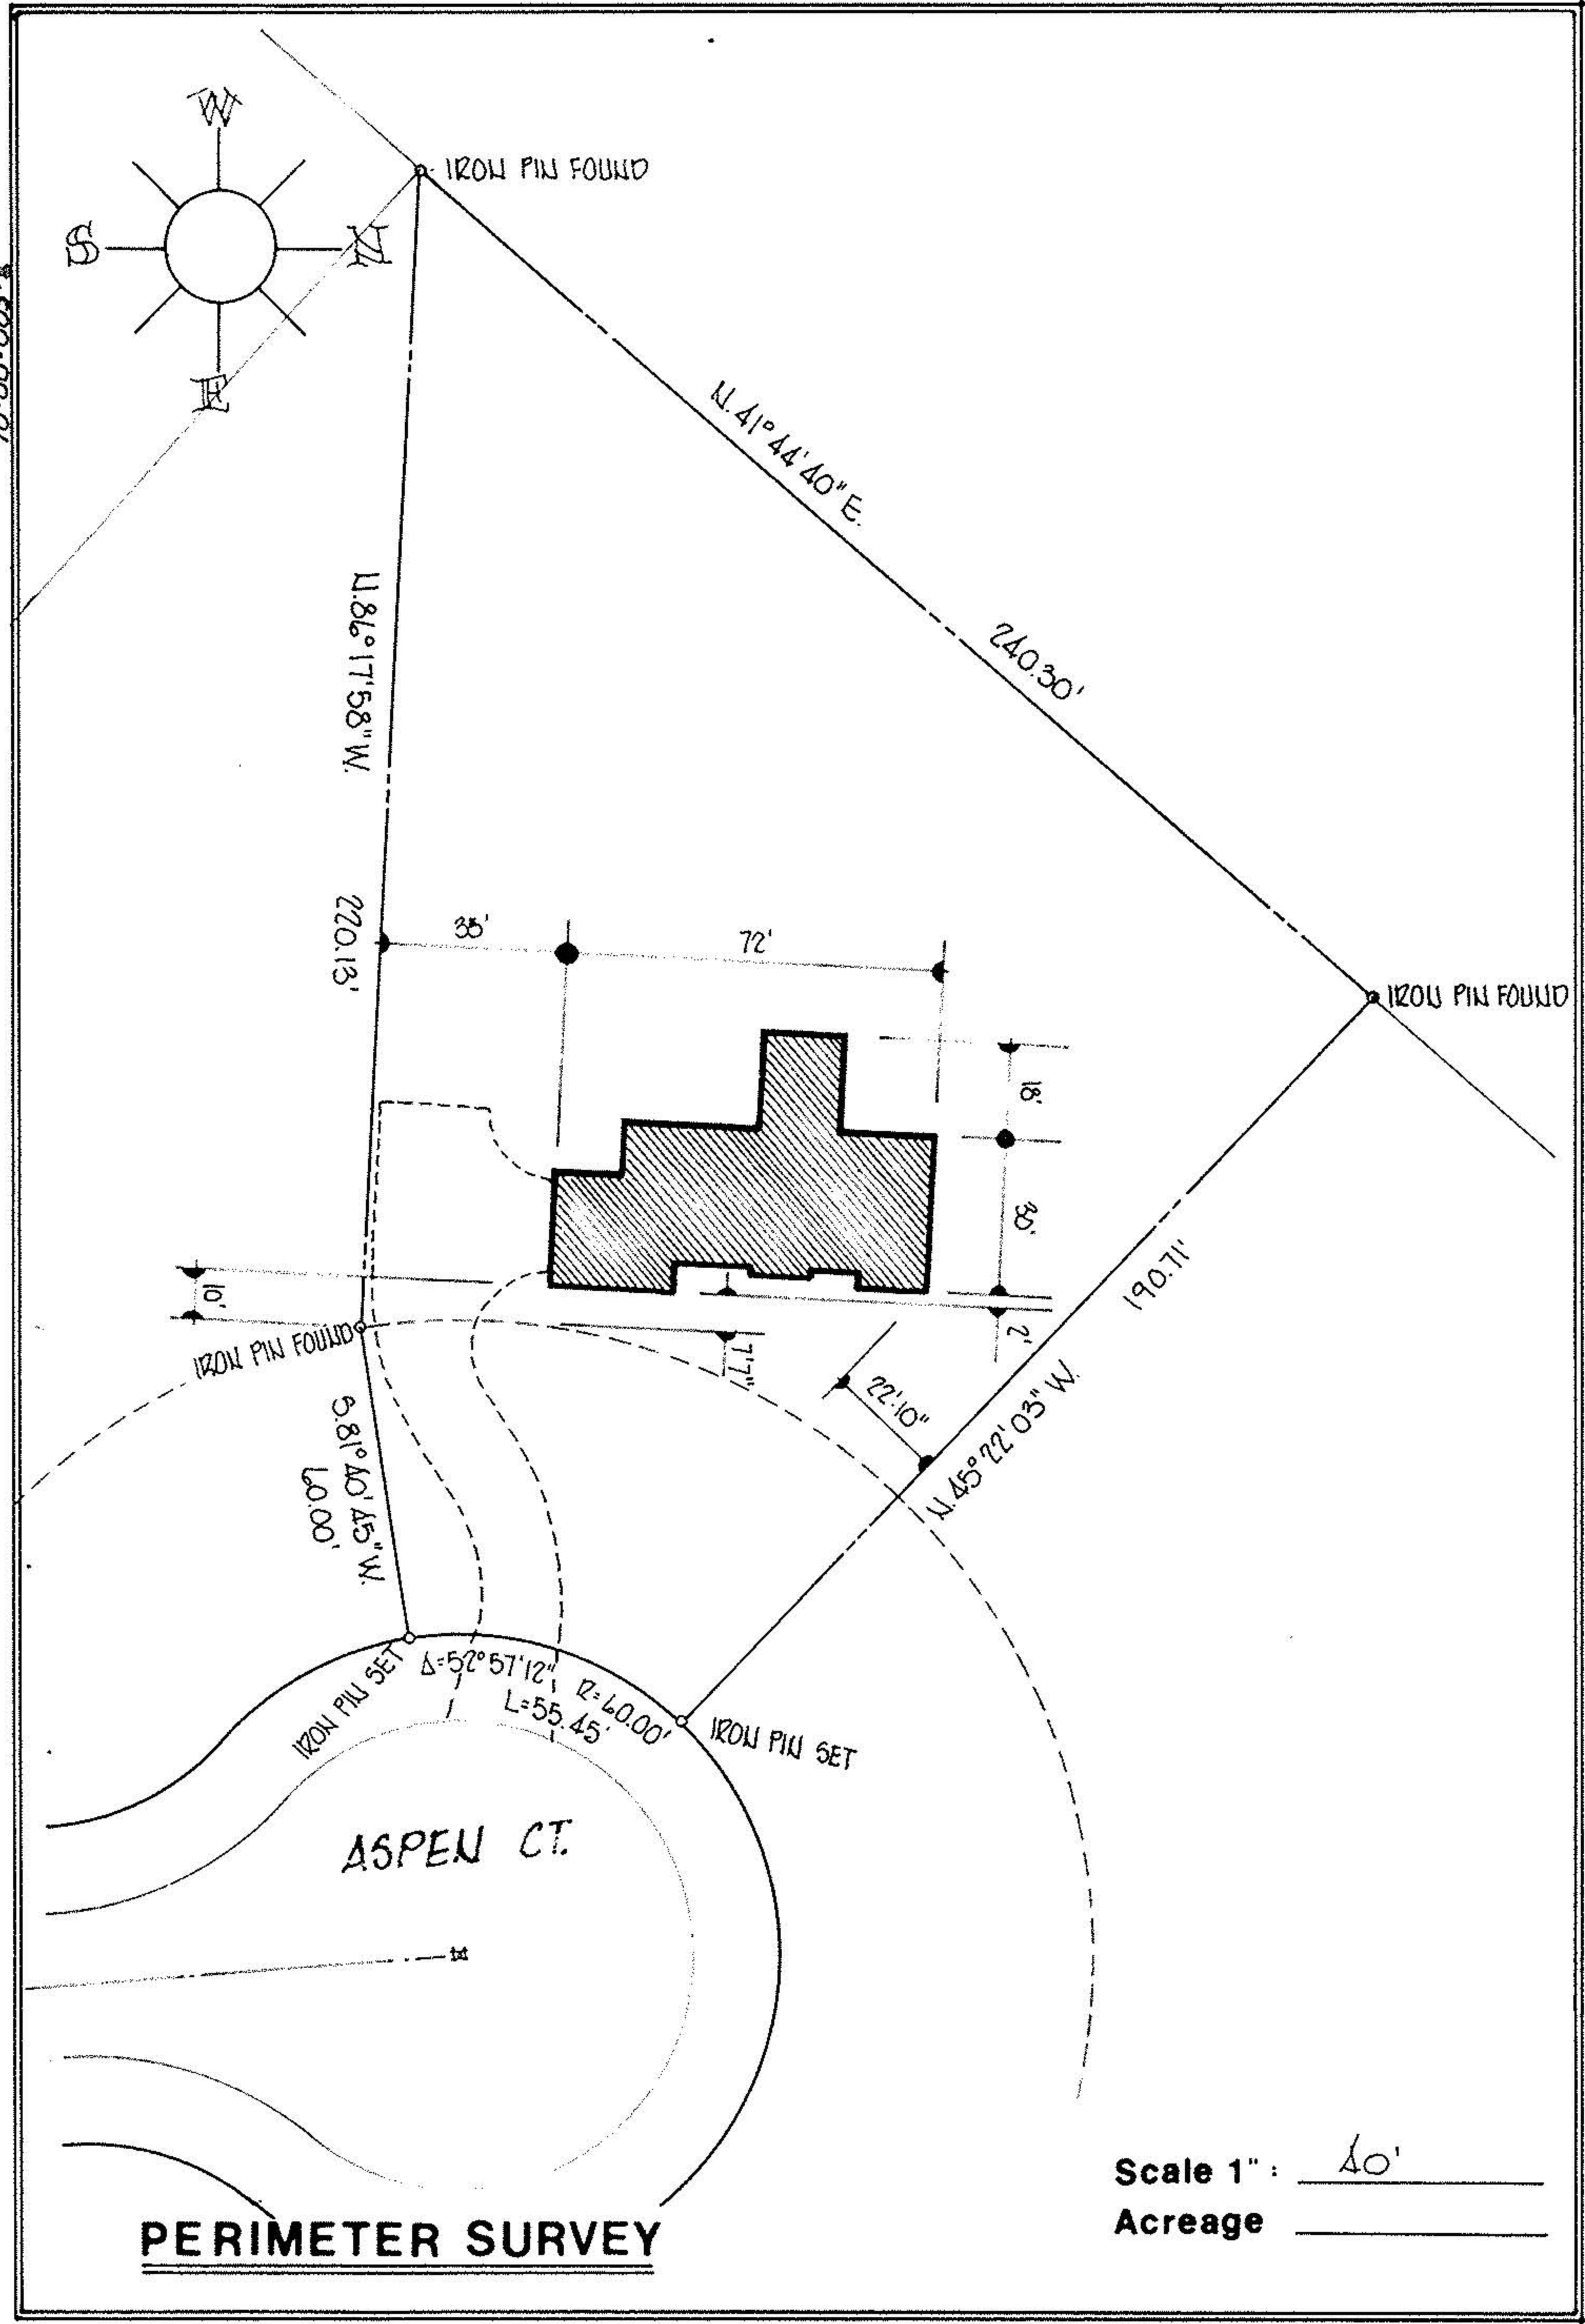 W
IRON PIN FOUND
S
N
E
N.41°44'40" E.
240.30'
N.86°17'58" W.
220.13'
35'
72'
IRON PIN FOUND
18'
30'
2'
190.71'
10'
IRON PIN FOUND
7'7"
22'10"
N.45°22'03" W.
S.81°40'45" W.
60.00'
IRON PIN SET
Δ=52°57'12"
R=60.00'
L=55.45'
IRON PIN SET
ASPEN CT.
Scale 1" : 40'
Acreage
PERIMETER SURVEY